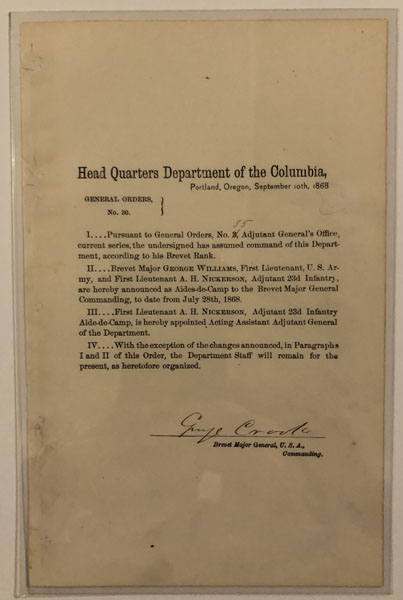 Head Quarters Department of the Columbia,
Portland, Oregon, September 10th, 1868
GENERAL ORDERS, }
No. 30.
55
I....Pursuant to General Orders, No. 3, Adjutant General's Office,
current series, the undersigned has assumed command of this Depart-
ment, according to his Brevet Rank.
II....Brevet Major GEORGE WILLIAMS, First Lieutenant, U. S. Ar-
my, and First Lieutenant A. H. NICKERSON, Adjutant 23d Infantry,
are hereby announced as Aides-de-Camp to the Brevet Major General
Commanding, to date from July 28th, 1868.
III....First Lieutenant A. H. NICKERSON, Adjutant 23d Infantry
Aide-de-Camp, is hereby appointed Acting Assistant Adjutant General
of the Department.
IV....With the exception of the changes announced, in Paragraphs
I and II of this Order, the Department Staff will remain for the
present, as heretofore organized.
George Crook
Brevet Major General, U. S. A.,
Commanding.